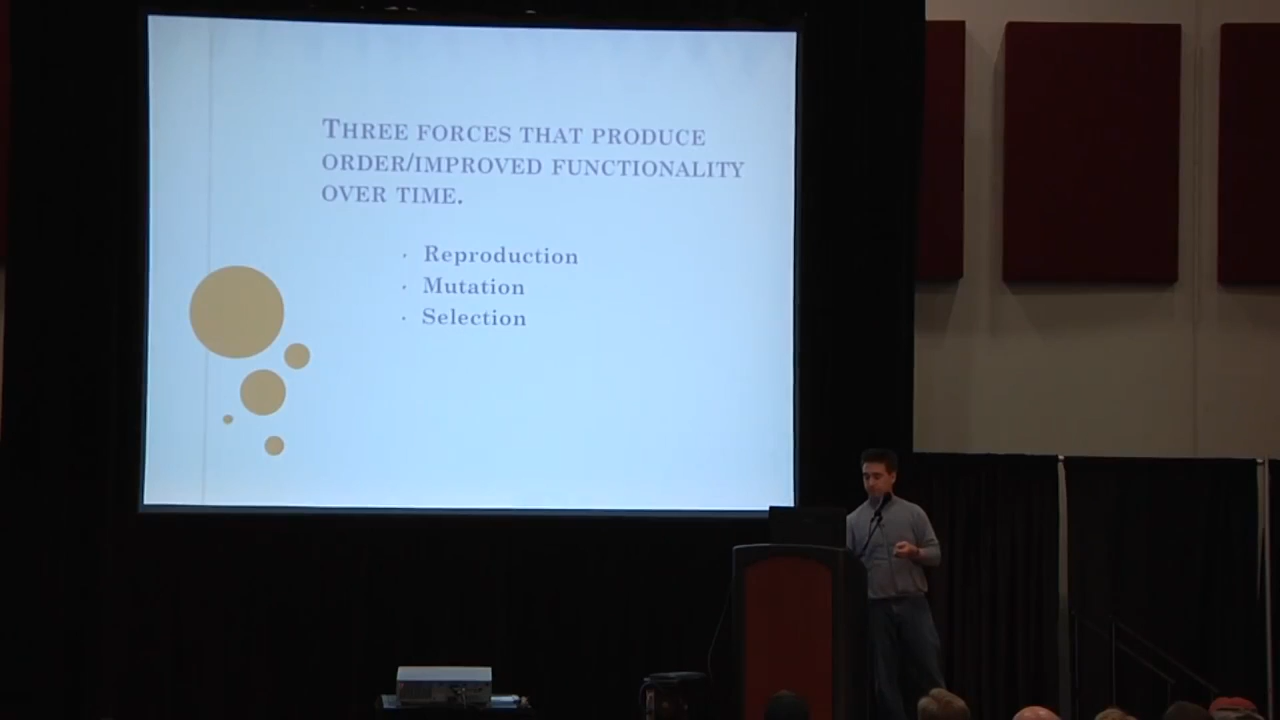 THREE FORCES THAT PRODUCE
ORDER/IMPROVED FUNCTIONALITY
OVER TIME.
· Reproduction
· Mutation
· Selection